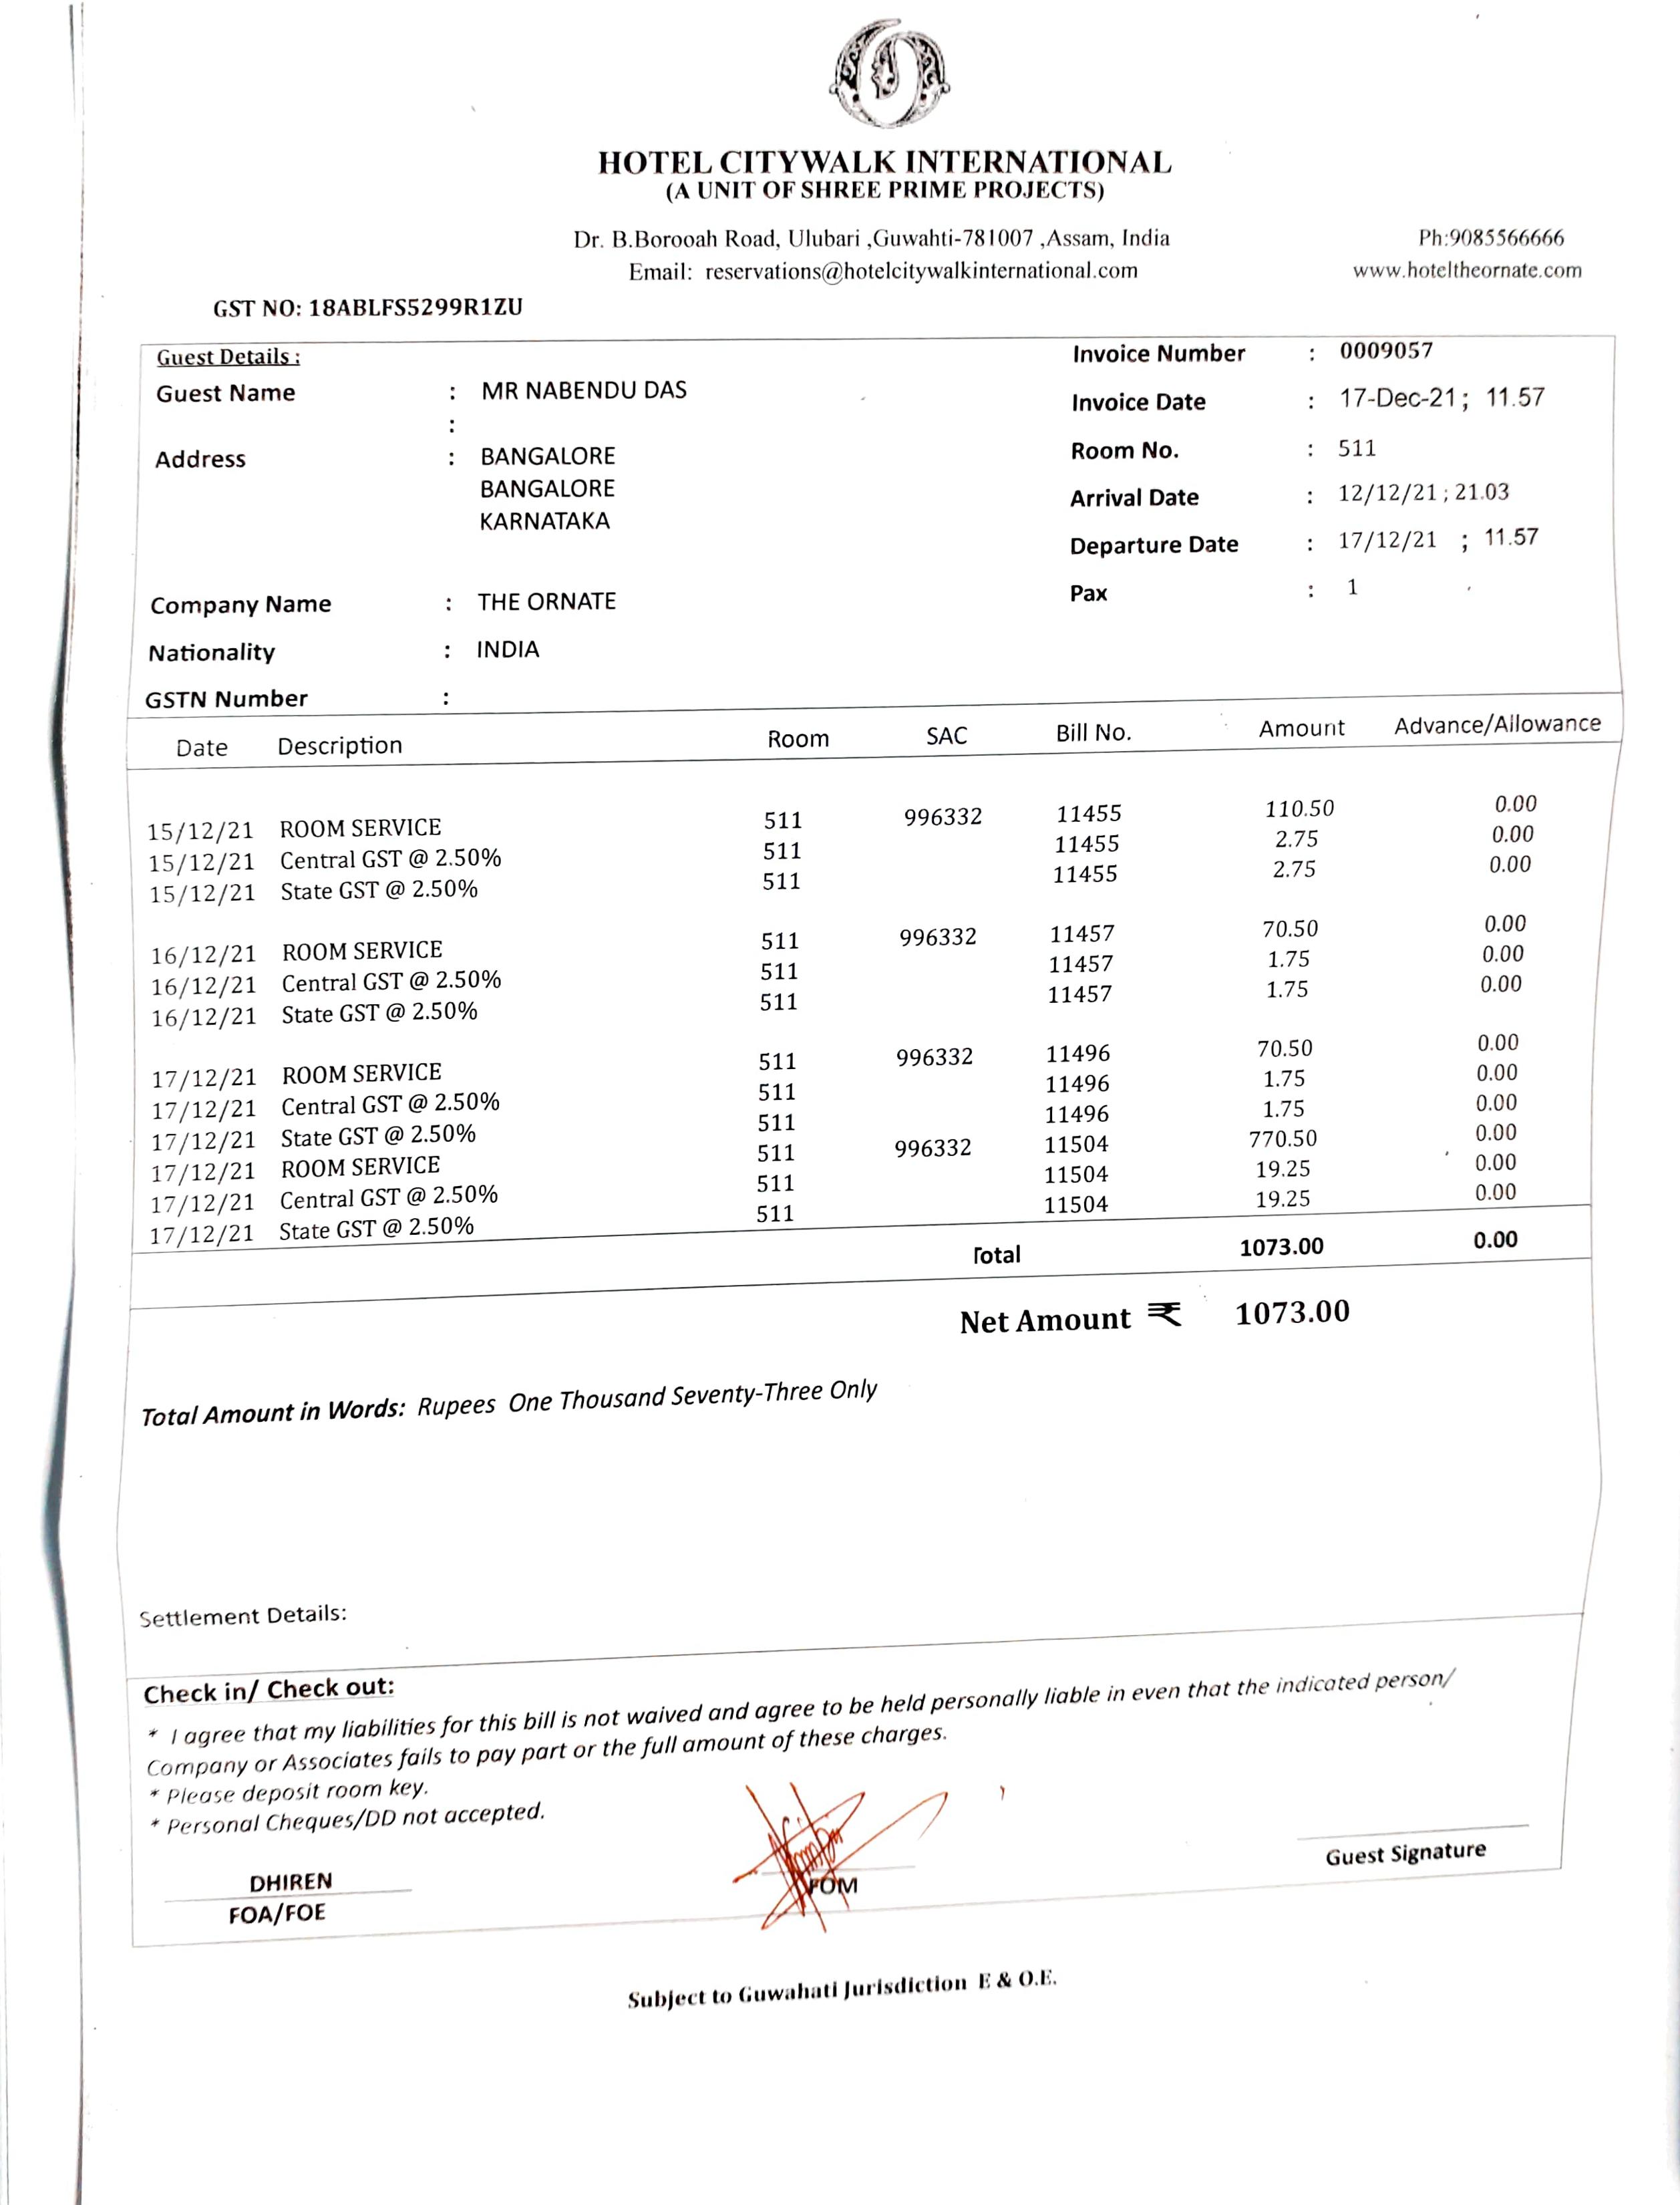 HOTEL CITYWALK INTERNATIONAL
(A UNIT OF SHREE PRIME PROJECTS)
Dr. B.Borooah Road, Ulubari ,Guwahti-781007 ,Assam, India Ph:9085566666
Email: reservations@hotelcitywalkinternational.com www.hoteltheornate.com
GST NO: 18ABLFS5299R1ZU
Guest Details : Invoice Number : 0009057
Guest Name : MR NABENDU DAS Invoice Date : 17-Dec-21; 11.57
:
Address : BANGALORE Room No. : 511
BANGALORE Arrival Date : 12/12/21 ; 21.03
KARNATAKA Departure Date : 17/12/21 ; 11.57
Company Name : THE ORNATE Pax : 1
Nationality : INDIA
GSTN Number :
Date Description Room SAC Bill No. Amount Advance/Allowance
15/12/21 ROOM SERVICE 511 996332 11455 110.50 0.00
15/12/21 Central GST @ 2.50% 511 11455 2.75 0.00
15/12/21 State GST @ 2.50% 511 11455 2.75 0.00
16/12/21 ROOM SERVICE 511 996332 11457 70.50 0.00
16/12/21 Central GST @ 2.50% 511 11457 1.75 0.00
16/12/21 State GST @ 2.50% 511 11457 1.75 0.00
17/12/21 ROOM SERVICE 511 996332 11496 70.50 0.00
17/12/21 Central GST @ 2.50% 511 11496 1.75 0.00
17/12/21 State GST @ 2.50% 511 11496 1.75 0.00
17/12/21 ROOM SERVICE 511 996332 11504 770.50 0.00
17/12/21 Central GST @ 2.50% 511 11504 19.25 0.00
17/12/21 State GST @ 2.50% 511 11504 19.25 0.00
Total 1073.00 0.00
Net Amount ₹ 1073.00
Total Amount in Words: Rupees One Thousand Seventy-Three Only
Settlement Details:
Check in/ Check out:
* I agree that my liabilities for this bill is not waived and agree to be held personally liable in even that the indicated person/
Company or Associates fails to pay part or the full amount of these charges.
* Please deposit room key.
* Personal Cheques/DD not accepted.
DHIREN
FOA/FOE FOM Guest Signature
Subject to Guwahati Jurisdiction E & O.E.